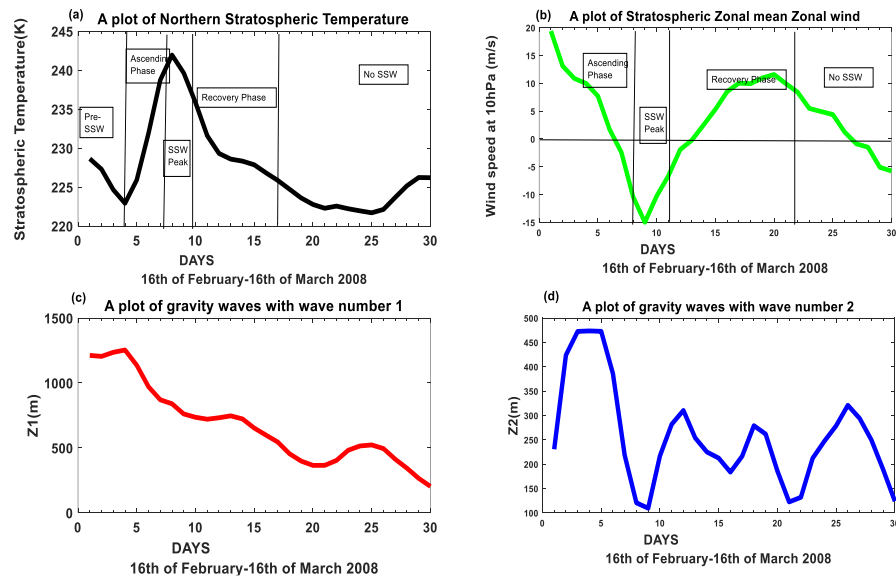 (a)
A plot of Northern Stratospheric Temperature
Stratospheric Temperature(K)
245
240
235
230
225
220
Pre-
SSW
Ascending
Phase
SSW
Peak
Recovery Phase
No SSW
0 5 10 15 20 25 30
DAYS
16th of February-16th of March 2008
(b)
A plot of Stratospheric Zonal mean Zonal wind
Wind speed at 10hPa (m/s)
20
15
10
5
0
-5
-10
-15
Ascending
Phase
SSW
Peak
Recovery Phase
No SSW
0 5 10 15 20 25 30
DAYS
16th of February-16th of March 2008
(c)
A plot of gravity waves with wave number 1
Z1(m)
1500
1000
500
0
0 5 10 15 20 25 30
DAYS
16th of February-16th of March 2008
(d)
A plot of gravity waves with wave number 2
Z2(m)
500
450
400
350
300
250
200
150
100
0 5 10 15 20 25 30
DAYS
16th of February-16th of March 2008